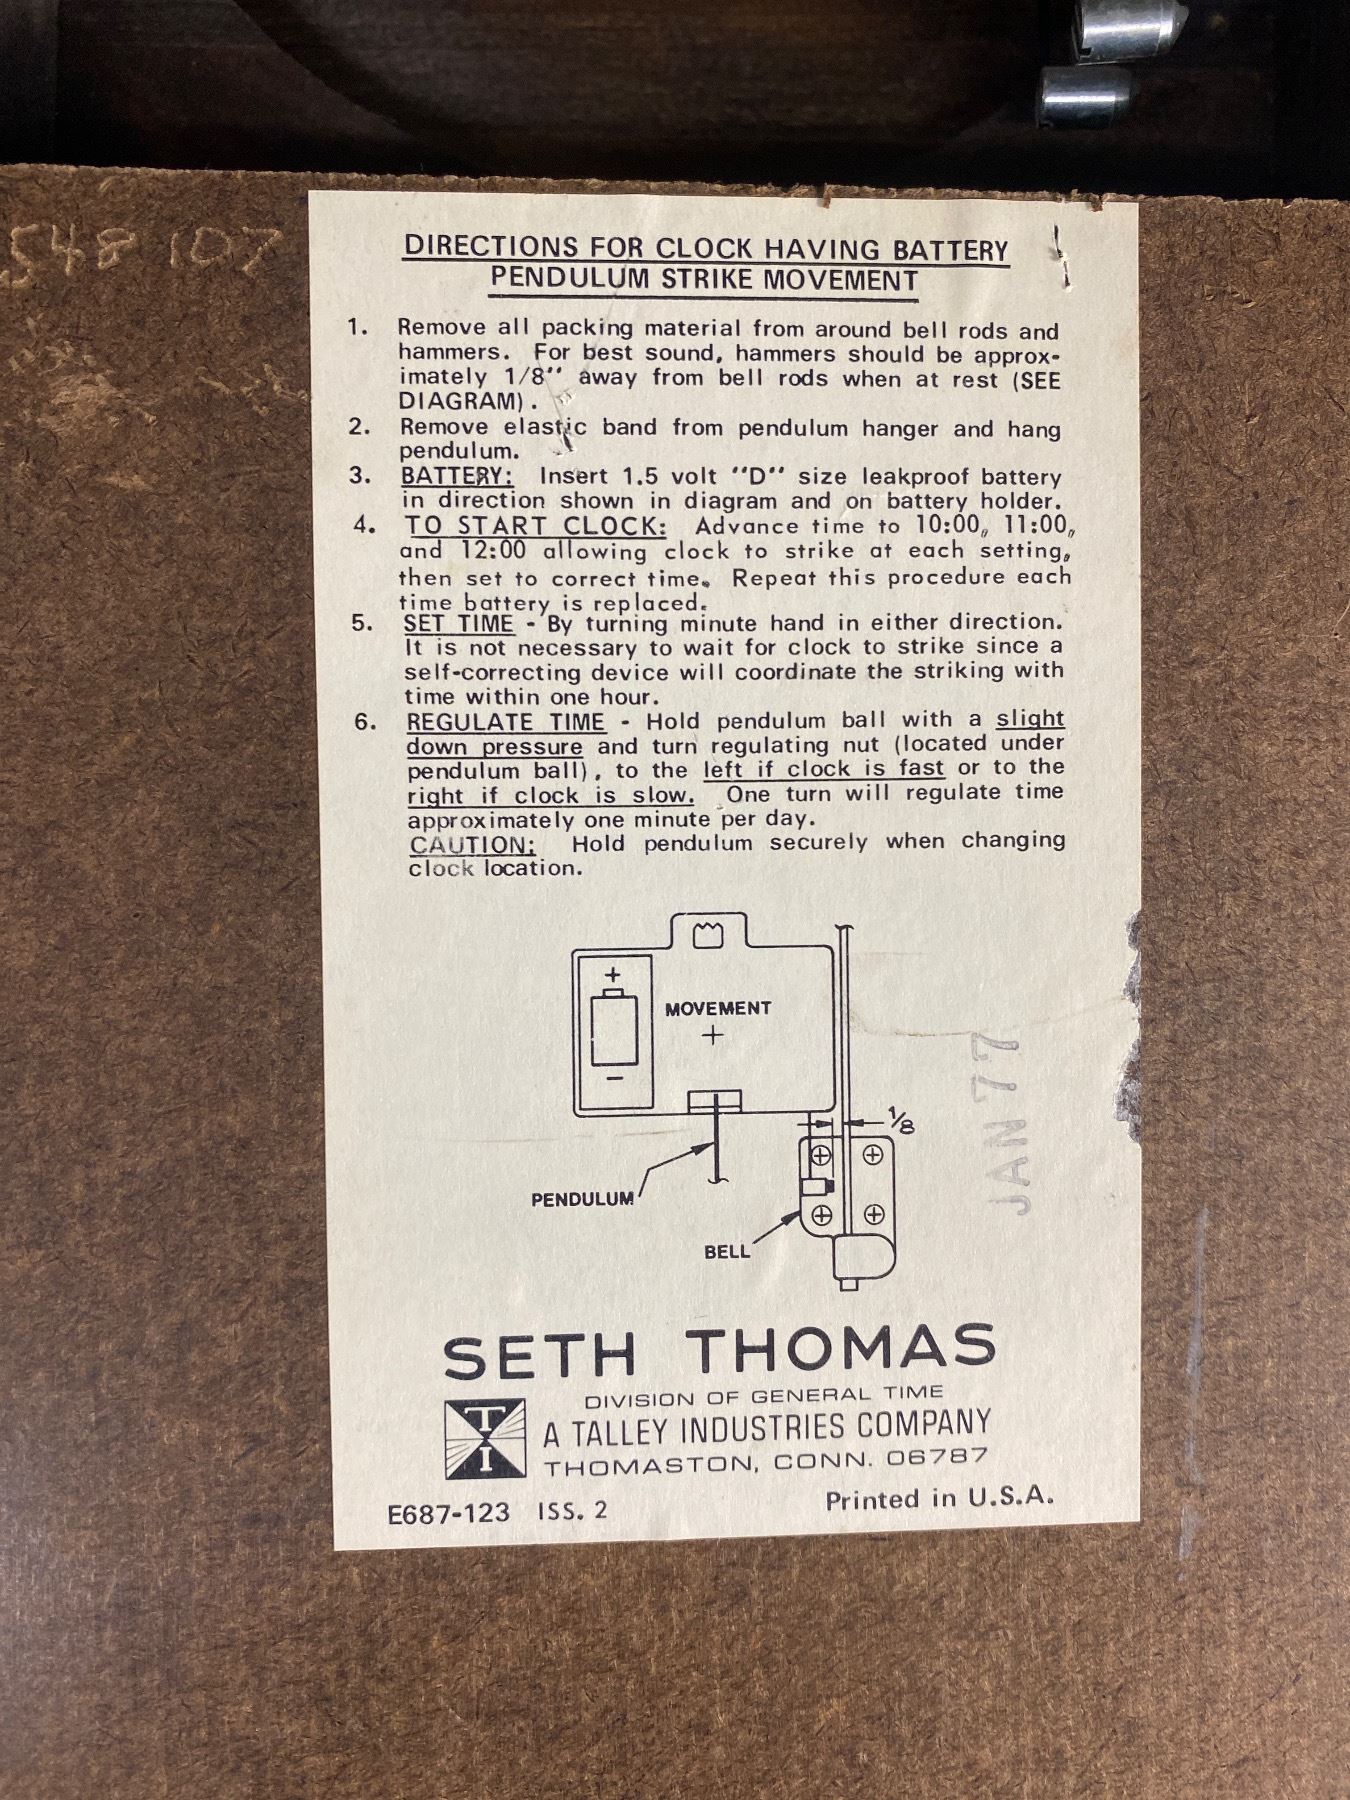 548 107
DIRECTIONS FOR CLOCK HAVING BATTERY
PENDULUM STRIKE MOVEMENT
1. Remove all packing material from around bell rods and
hammers. For best sound, hammers should be approx-
imately 1/8'' away from bell rods when at rest (SEE
DIAGRAM).
2. Remove elastic band from pendulum hanger and hang
pendulum.
3. BATTERY: Insert 1.5 volt ''D'' size leakproof battery
in direction shown in diagram and on battery holder.
4. TO START CLOCK: Advance time to 10:00, 11:00,
and 12:00 allowing clock to strike at each setting,
then set to correct time. Repeat this procedure each
time battery is replaced.
5. SET TIME - By turning minute hand in either direction.
It is not necessary to wait for clock to strike since a
self-correcting device will coordinate the striking with
time within one hour.
6. REGULATE TIME - Hold pendulum ball with a slight
down pressure and turn regulating nut (located under
pendulum ball), to the left if clock is fast or to the
right if clock is slow. One turn will regulate time
approximately one minute per day.
CAUTION: Hold pendulum securely when changing
clock location.
+
MOVEMENT
+
-
1/8
PENDULUM
BELL
JAN 77
SETH THOMAS
DIVISION OF GENERAL TIME
TI
A TALLEY INDUSTRIES COMPANY
THOMASTON, CONN. 06787
E687-123 ISS. 2
Printed in U.S.A.